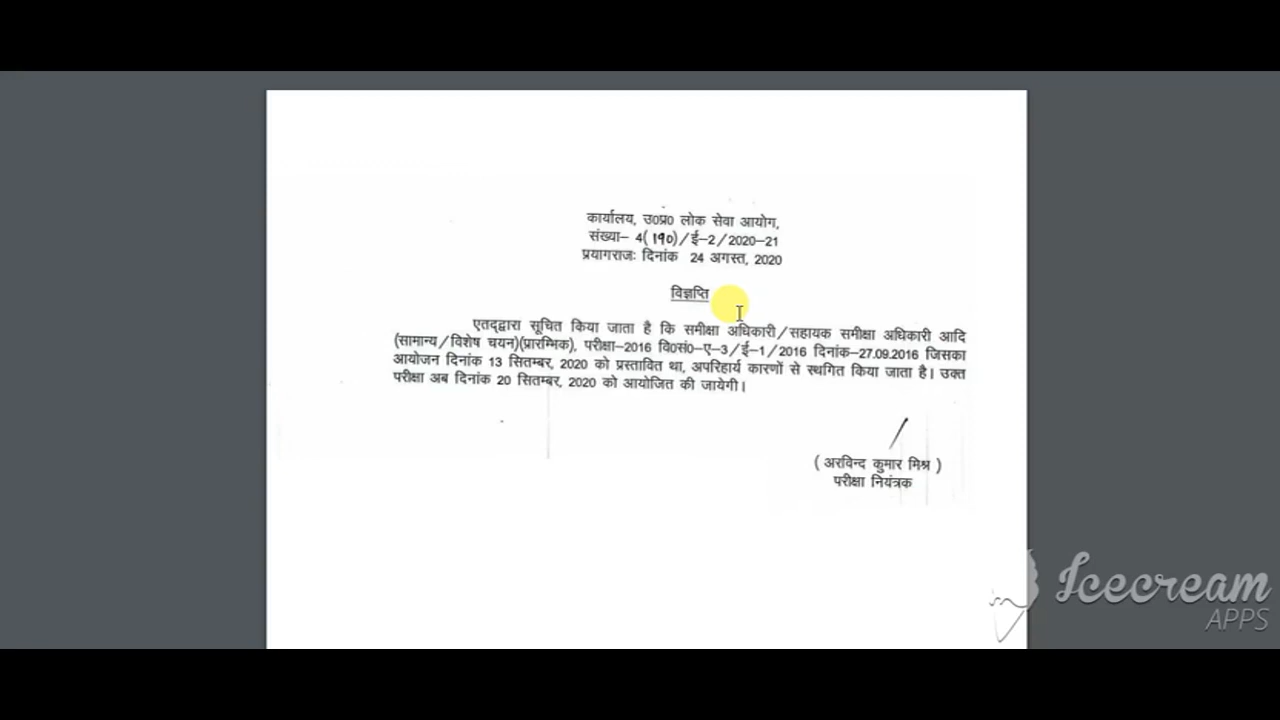 कार्यालय, उ0प्र0 लोक सेवा आयोग,
संख्या– 4(190)/ई–2/2020–21
प्रयागराजः दिनांक 24 अगस्त, 2020
विज्ञप्ति
एतद्द्वारा सूचित किया जाता है कि समीक्षा अधिकारी/सहायक समीक्षा अधिकारी आदि
(सामान्य/विशेष चयन)(प्रारम्भिक), परीक्षा–2016 वि0सं0–ए–3/ई–1/2016 दिनांक–27.09.2016 जिसका
आयोजन दिनांक 13 सितम्बर, 2020 को प्रस्तावित था, अपरिहार्य कारणों से स्थगित किया जाता है। उक्त
परीक्षा अब दिनांक 20 सितम्बर, 2020 को आयोजित की जायेगी।
( अरविन्द कुमार मिश्र )
परीक्षा नियंत्रक
Icecream
APPS